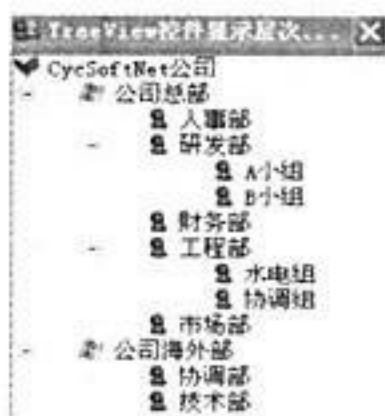 TreeView控件显示层次...
CycSoftNet公司
公司总部
人事部
研发部
A小组
B小组
财务部
工程部
水电组
协调组
市场部
公司海外部
协调部
技术部